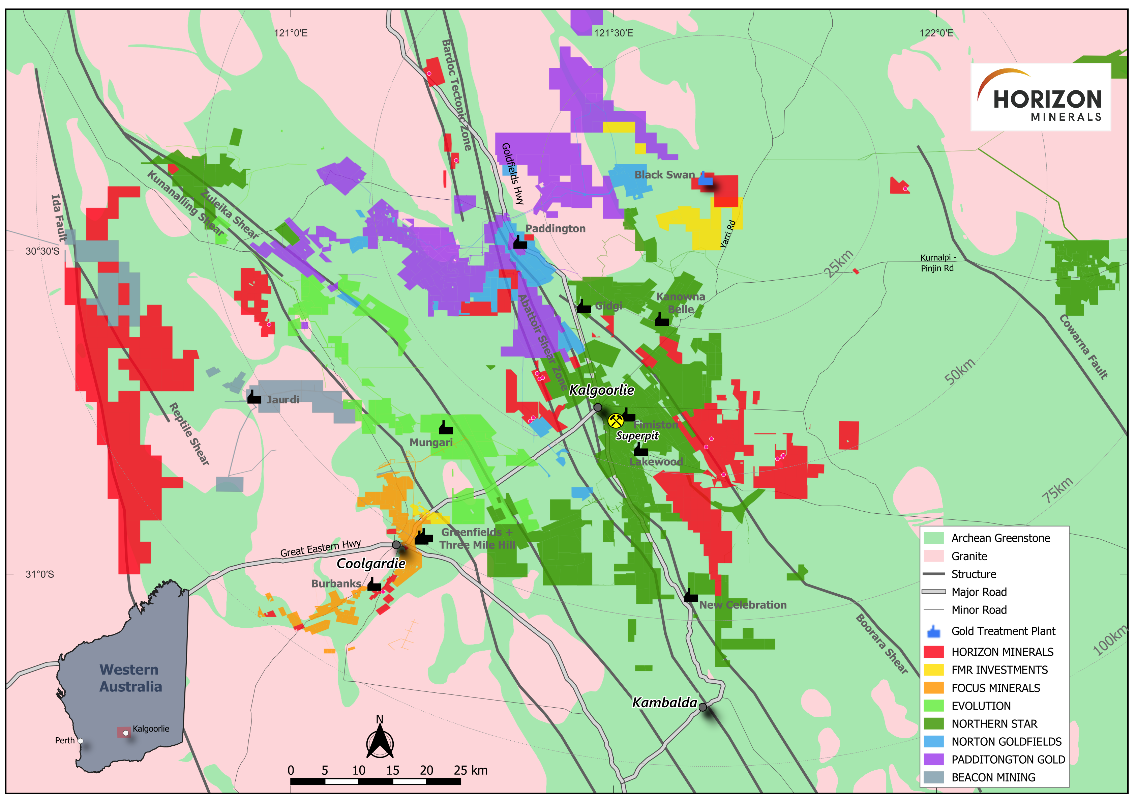 121°0'E
121°30'E
122°0'E
HORIZON
MINERALS
Bardoc Tectonic Zone
Goldfields Hwy
Black Swan
Kunanalling Shear
Zuleika Shear
Ida Fault
Paddington
Yarri Rd
30°30'S
25km
Kurnalpi -
Pinjin Rd
Gidgi
Kanowna
Belle
Abattoir Shear Zone
Cowarna Fault
50km
Kalgoorlie
Jaurdi
Reptile Shear
Mungari
Fimiston
Superpit
Lakewood
75km
Greenfields +
Three Mile Hill
Great Eastern Hwy
Coolgardie
31°0'S
Burbanks
New Celebration
Boorara Shear
100km
Kambalda
Western
Australia
Kalgoorlie
Perth
N
0 5 10 15 20 25 km
Archean Greenstone
Granite
Structure
Major Road
Minor Road
Gold Treatment Plant
HORIZON MINERALS
FMR INVESTMENTS
FOCUS MINERALS
EVOLUTION
NORTHERN STAR
NORTON GOLDFIELDS
PADDITONGTON GOLD
BEACON MINING